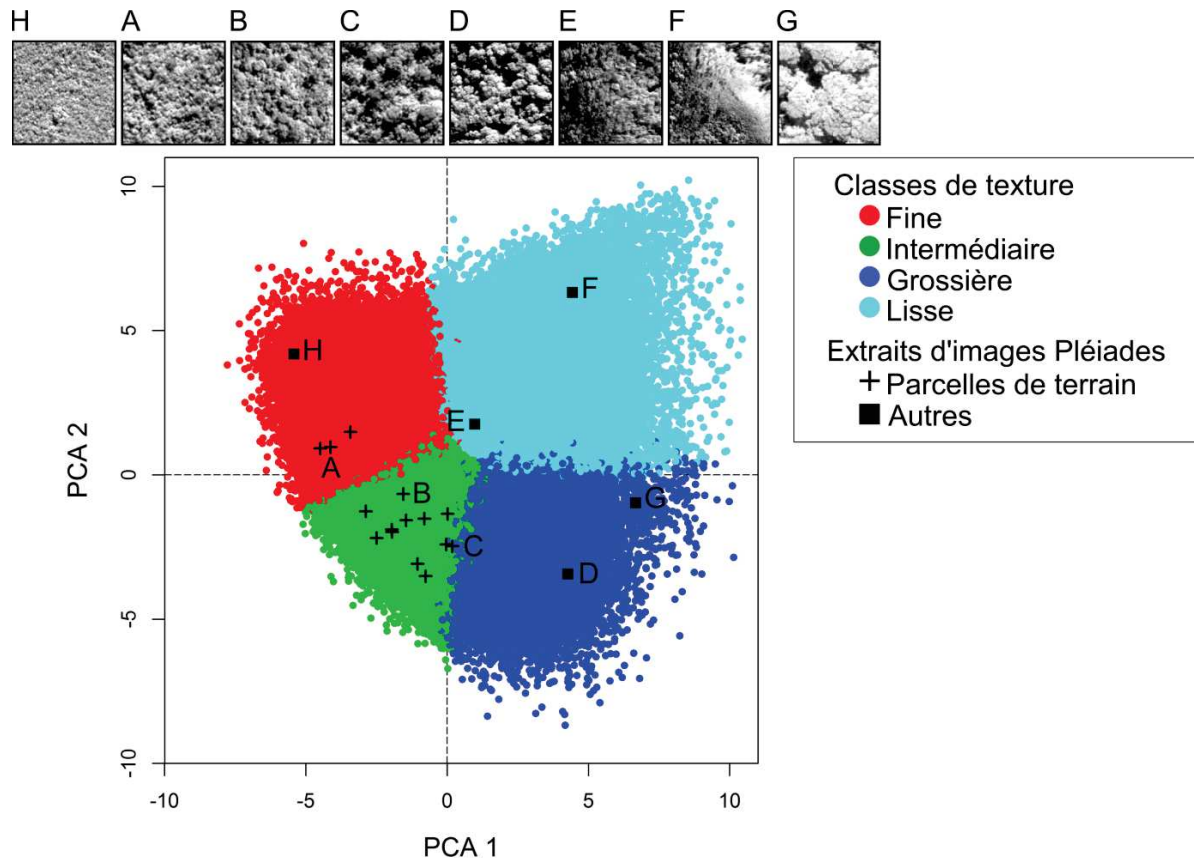 H A B C D E F G
Classes de texture
Fine
Intermédiaire
Grossière
Lisse
Extraits d'images Pléiades
Parcelles de terrain
Autres
10
5
0
-5
-10
PCA 2
F
H
E
A
B
G
C
D
-10 -5 0 5 10
PCA 1